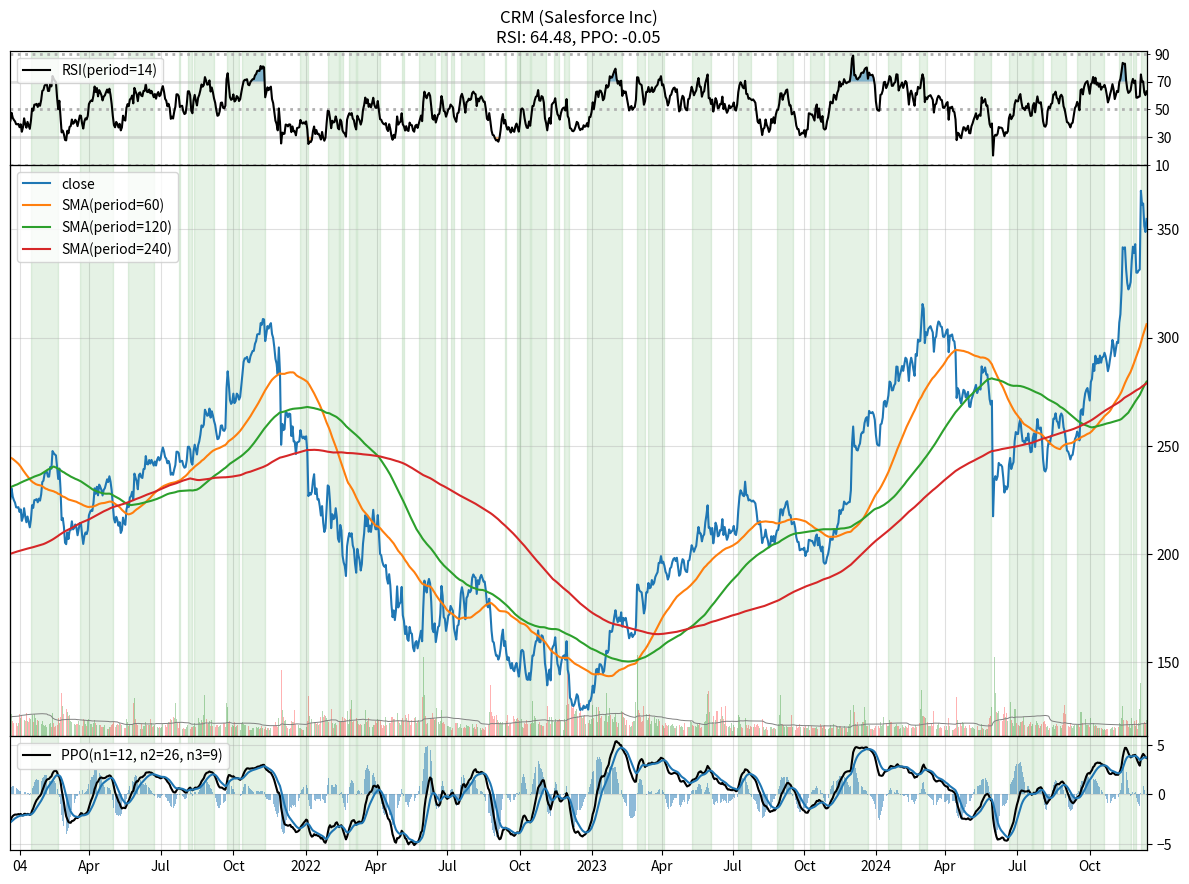 CRM (Salesforce Inc)
RSI: 64.48, PPO: -0.05
RSI(period=14)
90
70
50
30
10
close
SMA(period=60)
SMA(period=120)
SMA(period=240)
350
300
250
200
150
PPO(n1=12, n2=26, n3=9)
5
0
−5
04 Apr Jul Oct 2022 Apr Jul Oct 2023 Apr Jul Oct 2024 Apr Jul Oct